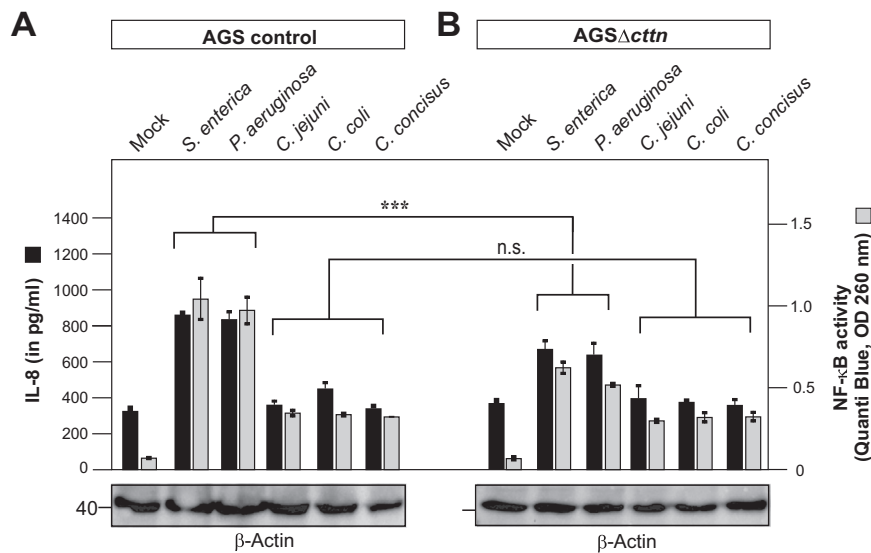 A
B
AGS control
AGSΔcttn
Mock
S. enterica
P. aeruginosa
C. jejuni
C. coli
C. concisus
Mock
S. enterica
P. aeruginosa
C. jejuni
C. coli
C. concisus
IL-8 (in pg/ml)
1400
1200
1000
800
600
400
200
0
***
n.s.
1.5
1.0
0.5
0
NF-κB activity
(Quanti Blue, OD 260 nm)
40
β-Actin
β-Actin